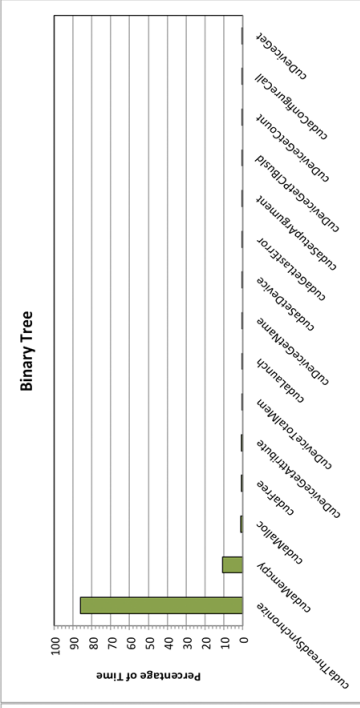 Binary Tree
Percentage of Time
100
90
80
70
60
50
40
30
20
10
0
cudaThreadSynchronize
cudaMemcpy
cudaMalloc
cudaFree
cuDeviceGetAttribute
cuDeviceTotalMem
cudaLaunch
cuDeviceGetName
cudaSetDevice
cudaGetLastError
cudaSetupArgument
cuDeviceGetPCIBusId
cuDeviceGetCount
cudaConfigureCall
cuDeviceGet